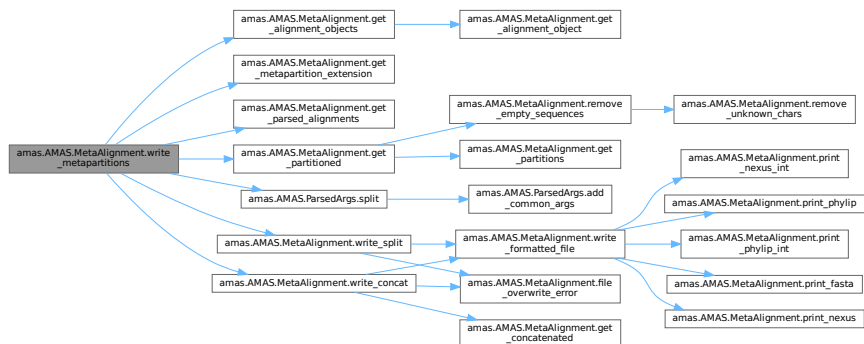 amas.AMAS.MetaAlignment.write
_metapartitions
amas.AMAS.MetaAlignment.get
_alignment_objects
amas.AMAS.MetaAlignment.get
_metapartition_extension
amas.AMAS.MetaAlignment.get
_parsed_alignments
amas.AMAS.MetaAlignment.get
_partitioned
amas.AMAS.ParsedArgs.split
amas.AMAS.MetaAlignment.write_split
amas.AMAS.MetaAlignment.write_concat
amas.AMAS.MetaAlignment.get
_alignment_object
amas.AMAS.MetaAlignment.remove
_empty_sequences
amas.AMAS.MetaAlignment.get
_partitions
amas.AMAS.ParsedArgs.add
_common_args
amas.AMAS.MetaAlignment.write
_formatted_file
amas.AMAS.MetaAlignment.file
_overwrite_error
amas.AMAS.MetaAlignment.get
_concatenated
amas.AMAS.MetaAlignment.remove
_unknown_chars
amas.AMAS.MetaAlignment.print
_nexus_int
amas.AMAS.MetaAlignment.print_phylip
amas.AMAS.MetaAlignment.print
_phylip_int
amas.AMAS.MetaAlignment.print_fasta
amas.AMAS.MetaAlignment.print_nexus